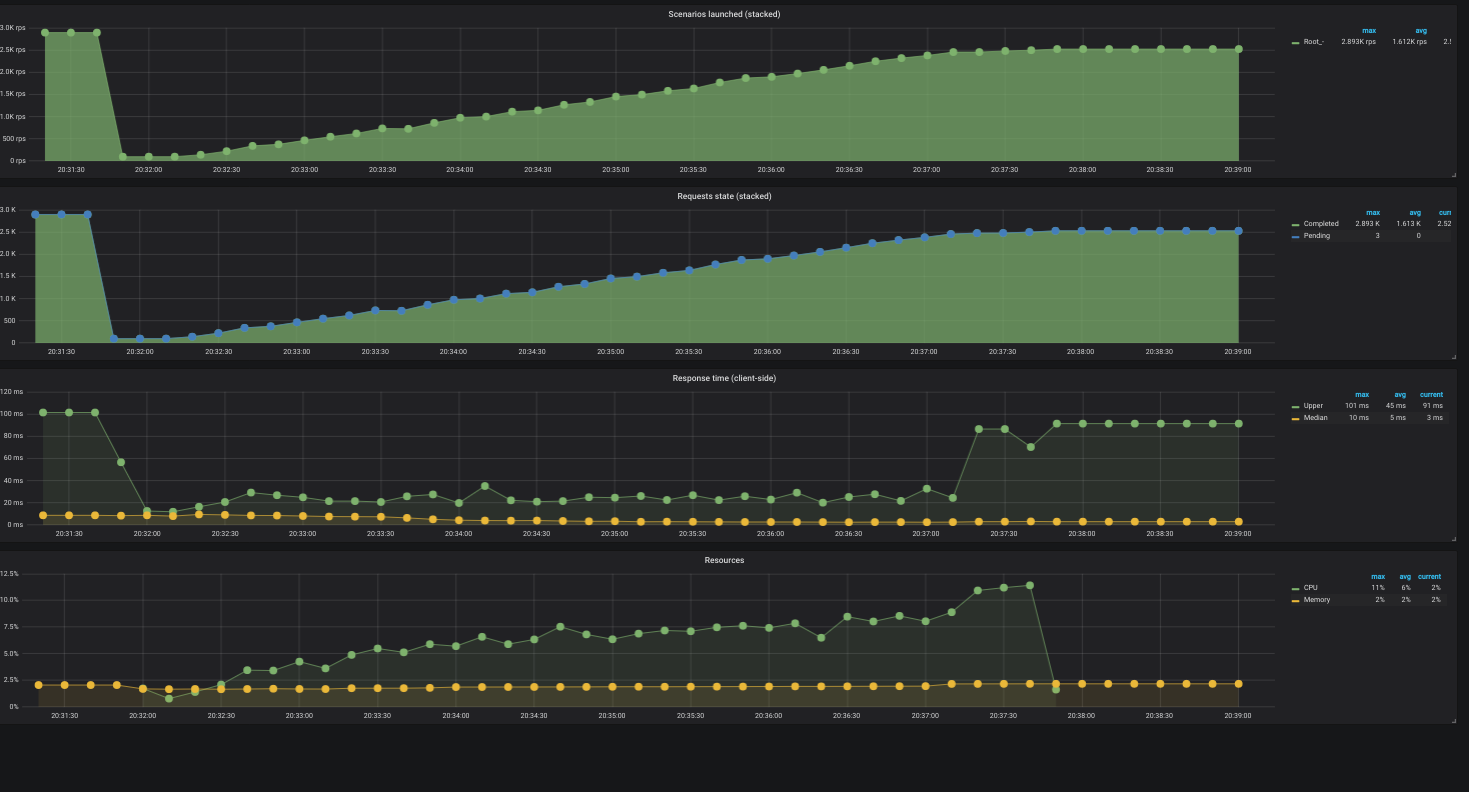 Scenarios launched (stacked)
3.0K rps
2.5K rps
2.0K rps
1.5K rps
1.0K rps
500 rps
0 rps
20:31:30 20:32:00 20:32:30 20:33:00 20:33:30 20:34:00 20:34:30 20:35:00 20:35:30 20:36:00 20:36:30 20:37:00 20:37:30 20:38:00 20:38:30 20:39:00
max avg
Root_- 2.893K rps 1.612K rps
Requests state (stacked)
3.0 K
2.5 K
2.0 K
1.5 K
1.0 K
500
0
20:31:30 20:32:00 20:32:30 20:33:00 20:33:30 20:34:00 20:34:30 20:35:00 20:35:30 20:36:00 20:36:30 20:37:00 20:37:30 20:38:00 20:38:30 20:39:00
max avg curr
Completed 2.893 K 1.613 K 2.52
Pending 3 0
Response time (client-side)
120 ms
100 ms
80 ms
60 ms
40 ms
20 ms
0 ms
20:31:30 20:32:00 20:32:30 20:33:00 20:33:30 20:34:00 20:34:30 20:35:00 20:35:30 20:36:00 20:36:30 20:37:00 20:37:30 20:38:00 20:38:30 20:39:00
max avg current
Upper 101 ms 45 ms 91 ms
Median 10 ms 5 ms 3 ms
Resources
12.5%
10.0%
7.5%
5.0%
2.5%
0%
20:31:30 20:32:00 20:32:30 20:33:00 20:33:30 20:34:00 20:34:30 20:35:00 20:35:30 20:36:00 20:36:30 20:37:00 20:37:30 20:38:00 20:38:30 20:39:00
max avg current
CPU 11% 6% 2%
Memory 2% 2% 2%